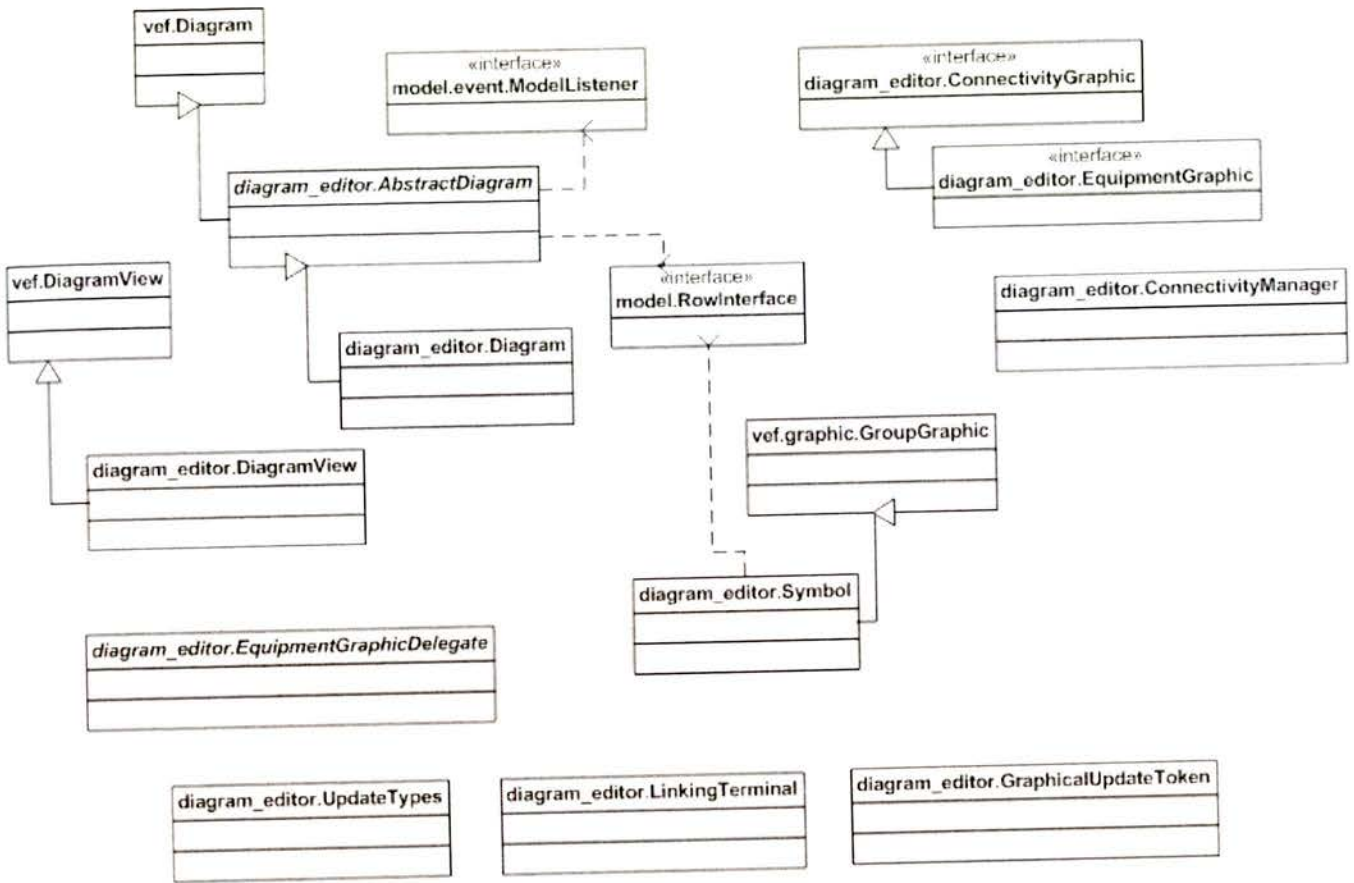 vef.Diagram
«interface»
model.event.ModelListener
«interface»
diagram_editor.ConnectivityGraphic
«interface»
diagram_editor.EquipmentGraphic
diagram_editor.AbstractDiagram
vef.DiagramView
«interface»
model.RowInterface
diagram_editor.ConnectivityManager
diagram_editor.Diagram
vef.graphic.GroupGraphic
diagram_editor.DiagramView
diagram_editor.Symbol
diagram_editor.EquipmentGraphicDelegate
diagram_editor.UpdateTypes
diagram_editor.LinkingTerminal
diagram_editor.GraphicalUpdateToken